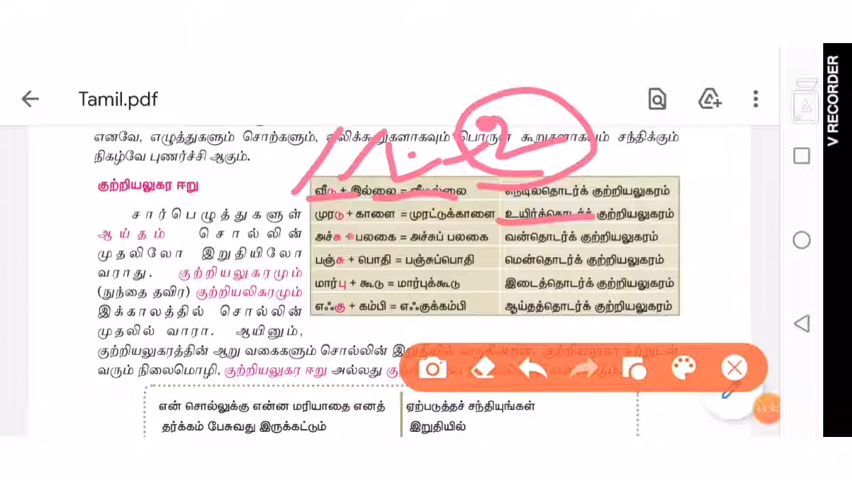 Tamil.pdf
எனவே, எழுத்துகளும் சொற்களும், ஒலிக்கூறுகளாகவும் பொருள் கூறுகளாகவும் சந்திக்கும்
நிகழ்வே புணர்ச்சி ஆகும்.
குற்றியலுகர ஈறு
சார்பெழுத்துகளுள்
ஆய்தம் சொல்லின்
முதலிலோ இறுதியிலோ
வராது. குற்றியலுகரமும்
(நுந்தை தவிர) குற்றியலிகரமும்
இக்காலத்தில் சொல்லின்
முதலில் வாரா. ஆயினும்,
குற்றியலுகரத்தின் ஆறு வகைகளும் சொல்லின்
வரும் நிலைமொழி, குற்றியலுகர ஈறு அல்லது
வீடு + இல்லை = நெடில்தொடர்க் குற்றியலுகரம்
முரடு + காளை = முரட்டுக்காளை உயிர்த்தொடர்க் குற்றியலுகரம்
அச்சு + பலகை = அச்சுப் பலகை வன்தொடர்க் குற்றியலுகரம்
பஞ்சு + பொதி = பஞ்சுப்பொதி மென்தொடர்க் குற்றியலுகரம்
மார்பு + கூடு = மார்புக்கூடு இடைத்தொடர்க் குற்றியலுகரம்
எஃகு + கம்பி = எஃகுக்கம்பி ஆய்தத்தொடர்க் குற்றியலுகரம்
என் சொல்லுக்கு என்ன மரியாதை எனத்
தர்க்கம் பேசுவது இருக்கட்டும்
ஏற்படுத்தச் சந்தியுங்கள்
இறுதியில்
V RECORDER